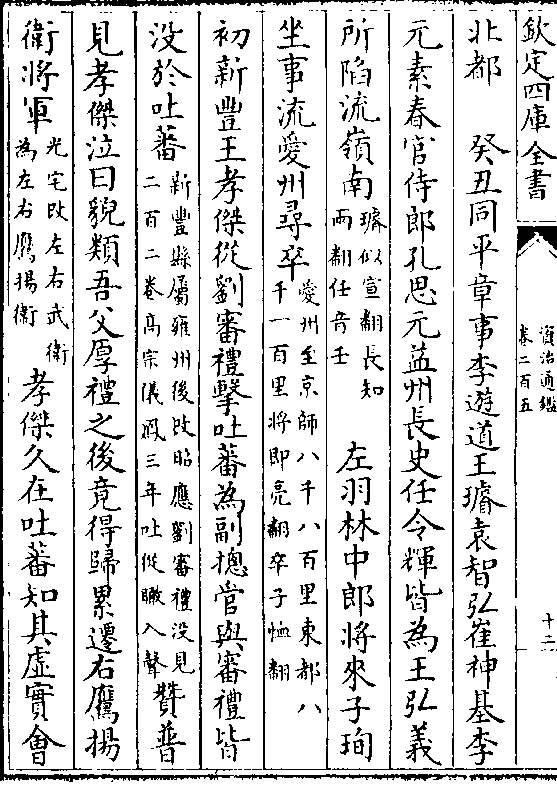 欽定四庫全書
資治通鑑
卷二百五
十二
北都　癸丑同平章事李遊道王璿袁智弘崔神基李
元素春官侍郎孔思元益州長史任令輝皆為王弘義
所陷流嶺南璿似宣翻長知兩翻任音壬　左羽林中郎將來子珣
坐事流愛州尋卒愛州至京師八千八百里東都八千一百里將即亮翻卒子恤翻
初新豐王孝傑從劉審禮擊吐蕃為副摠管與審禮皆
没於吐蕃新豐縣屬雍州後改昭應劉審禮没見二百二卷高宗儀鳳三年吐從暾入聲贊普
見孝傑泣曰貌類吾父厚禮之後竟得歸累遷右鷹揚
衛將軍光宅改左右武衛為左右鷹揚衛孝傑久在吐蕃知其虛實會